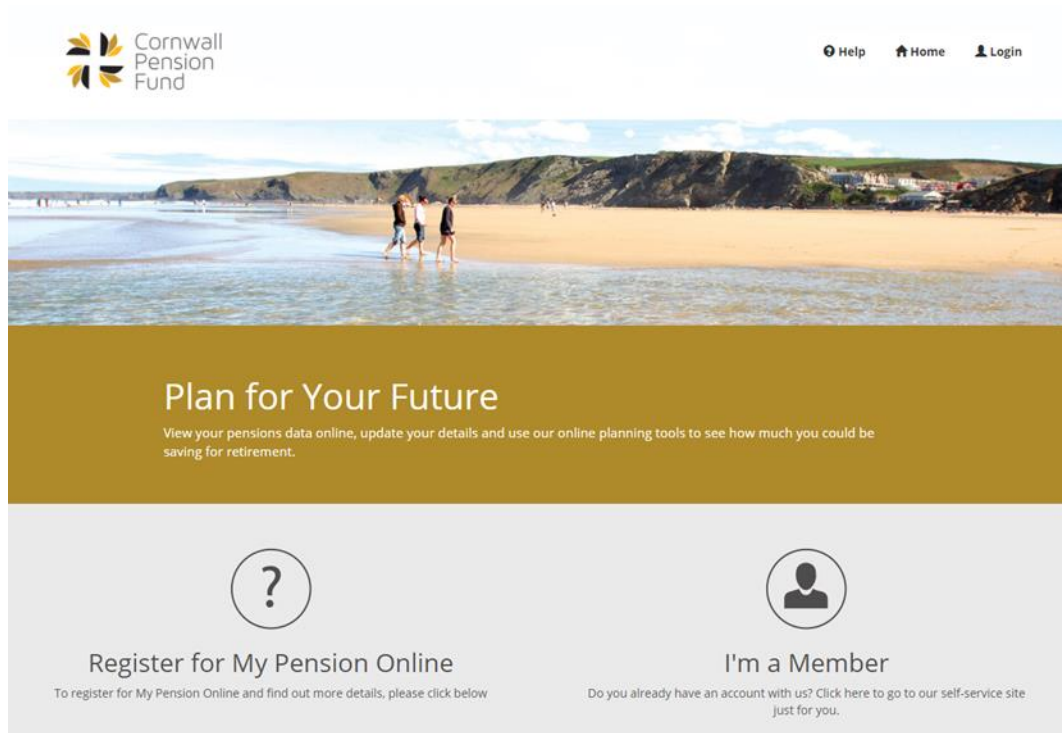 Cornwall
Pension
Fund
Help Home Login
Plan for Your Future
View your pensions data online, update your details and use our online planning tools to see how much you could be
saving for retirement.
?
Register for My Pension Online
To register for My Pension Online and find out more details, please click below
I'm a Member
Do you already have an account with us? Click here to go to our self-service site
just for you.